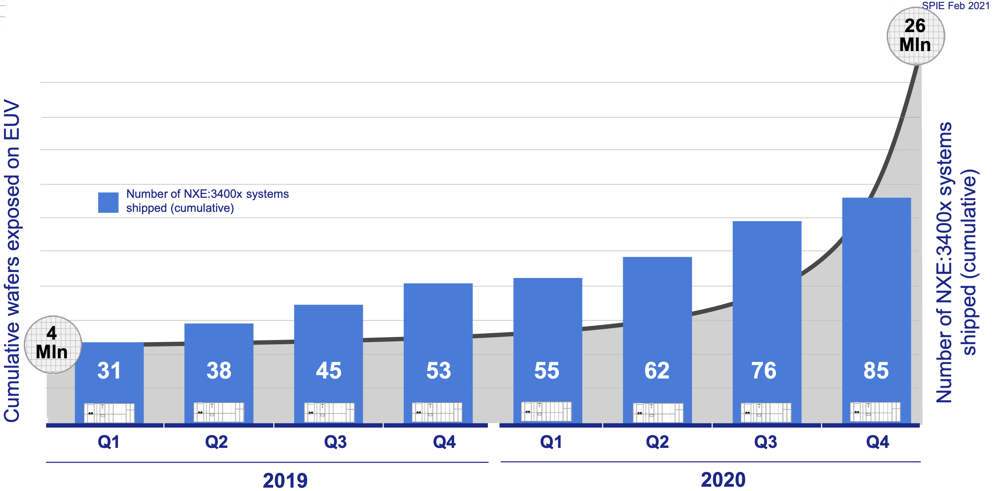 SPIE Feb 2021
26
Mln
Cumulative wafers exposed on EUV
Number of NXE:3400x systems
shipped (cumulative)
Number of NXE:3400x systems
shipped (cumulative)
4
Mln
31
38
45
53
55
62
76
85
Q1
Q2
Q3
Q4
Q1
Q2
Q3
Q4
2019
2020